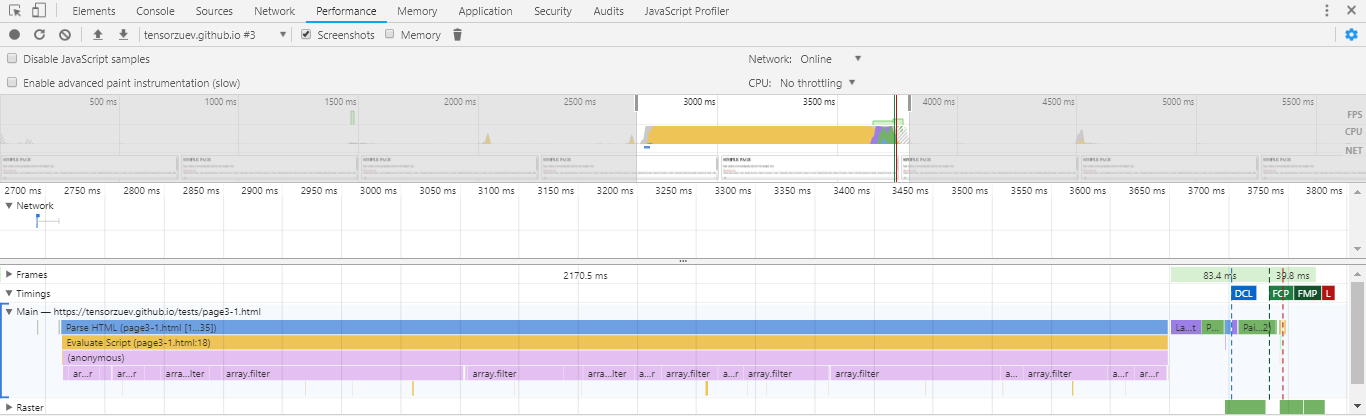 Elements Console Sources Network Performance Memory Application Security Audits JavaScript Profiler
tensorzuev.github.io #3 Screenshots Memory
Disable JavaScript samples Network: Online
Enable advanced paint instrumentation (slow) CPU: No throttling
500 ms 1000 ms 1500 ms 2000 ms 2500 ms 3000 ms 3500 ms 4000 ms 4500 ms 5000 ms 5500 ms
FPS
CPU
NET
2700 ms 2750 ms 2800 ms 2850 ms 2900 ms 2950 ms 3000 ms 3050 ms 3100 ms 3150 ms 3200 ms 3250 ms 3300 ms 3350 ms 3400 ms 3450 ms 3500 ms 3550 ms 3600 ms 3650 ms 3700 ms 3750 ms 3800 ms
Network
Frames 2170.5 ms 83.4 ms 39.8 ms
Timings DCL FCP FMP L
Main — https://tensorzuev.github.io/tests/page3-1.html
Parse HTML (page3-1.html [1…35]) La…t P… Pai…2)
Evaluate Script (page3-1.html:18)
(anonymous)
ar…r ar…r arra…lter array.filter array.filter arra…lter a…r array.filter a…r array.filter array.filter a… array.filter a…r ar…r
Raster